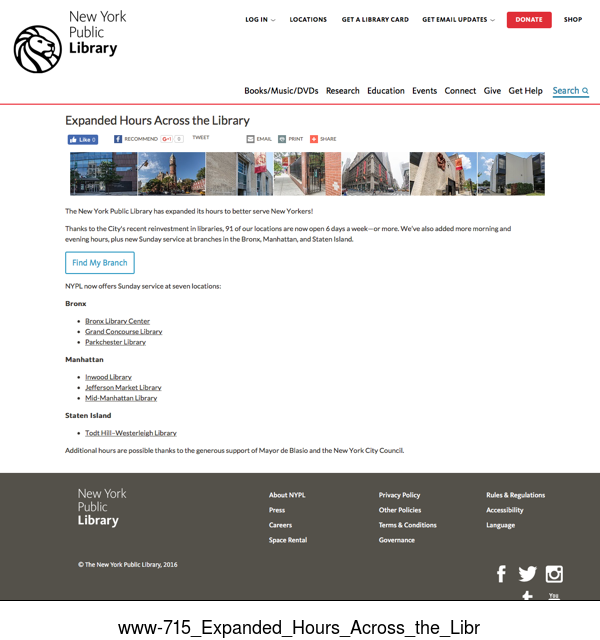 New York
Public
Library
LOG IN
LOCATIONS
GET A LIBRARY CARD
GET EMAIL UPDATES
DONATE
SHOP
Books/Music/DVDs
Research
Education
Events
Connect
Give
Get Help
Search
Expanded Hours Across the Library
Like 0
RECOMMEND
G+1 0
TWEET
EMAIL
PRINT
SHARE
The New York Public Library has expanded its hours to better serve New Yorkers!
Thanks to the City's recent reinvestment in libraries, 91 of our locations are now open 6 days a week—or more. We've also added more morning and
evening hours, plus new Sunday service at branches in the Bronx, Manhattan, and Staten Island.
Find My Branch
NYPL now offers Sunday service at seven locations:
Bronx
Bronx Library Center
Grand Concourse Library
Parkchester Library
Manhattan
Inwood Library
Jefferson Market Library
Mid-Manhattan Library
Staten Island
Todt Hill–Westerleigh Library
Additional hours are possible thanks to the generous support of Mayor de Blasio and the New York City Council.
New York
Public
Library
About NYPL
Press
Careers
Space Rental
Privacy Policy
Other Policies
Terms & Conditions
Governance
Rules & Regulations
Accessibility
Language
© The New York Public Library, 2016
You
www-715_Expanded_Hours_Across_the_Libr